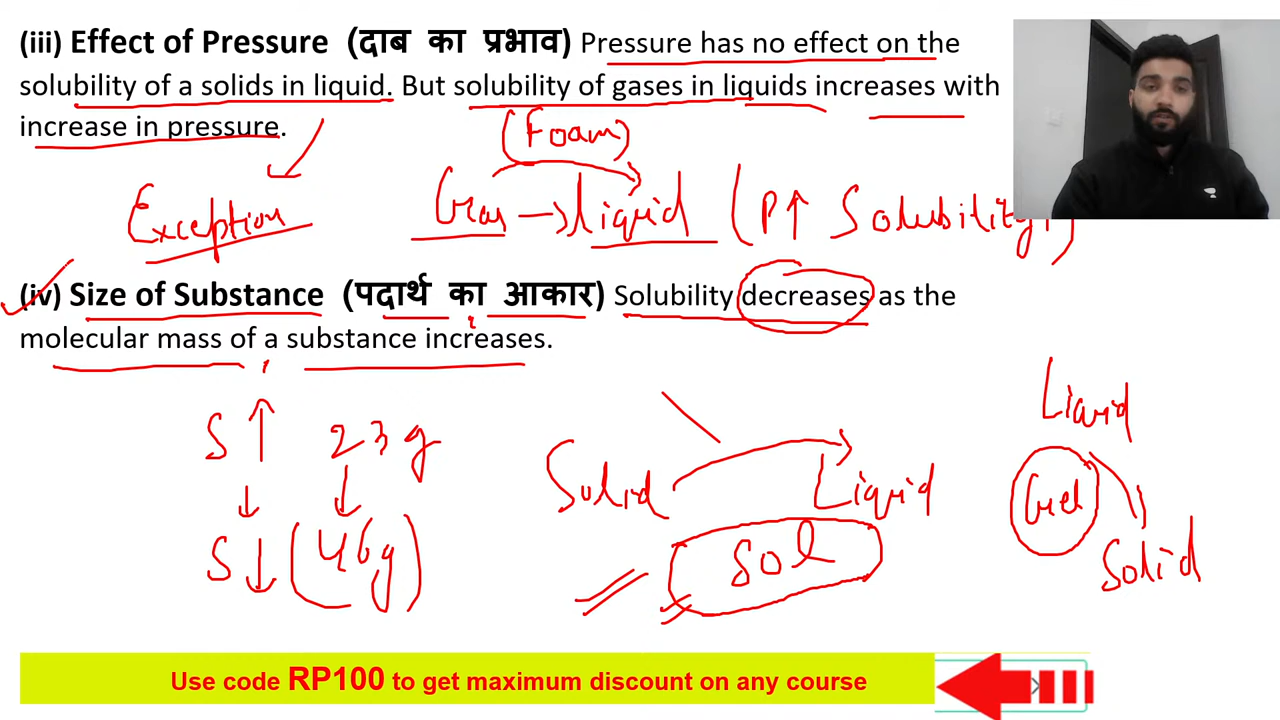 (iii) Effect of Pressure (दाब का प्रभाव) Pressure has no effect on the
solubility of a solids in liquid. But solubility of gases in liquids increases with
increase in pressure.
(Foam)
Exception
Gas → liquid (P↑ Solubility↑)
(iv) Size of Substance (पदार्थ का आकार) Solubility decreases as the
molecular mass of a substance increases.
S↑ 23g
S↓ (46g)
Solid
Liquid
Sol
Liquid
Gel
Solid
Use code RP100 to get maximum discount on any course